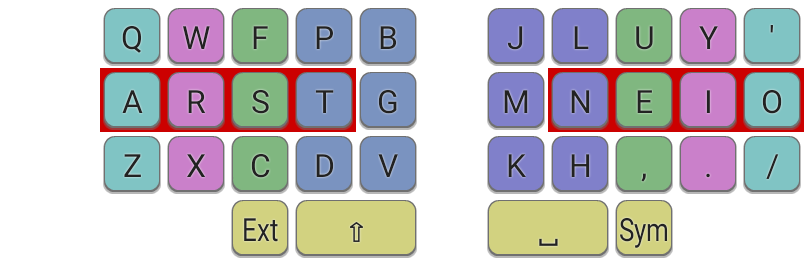 Q W F P B J L U Y '
A R S T G M N E I O
Z X C D V K H , . /
Ext ⇧ ⎵ Sym